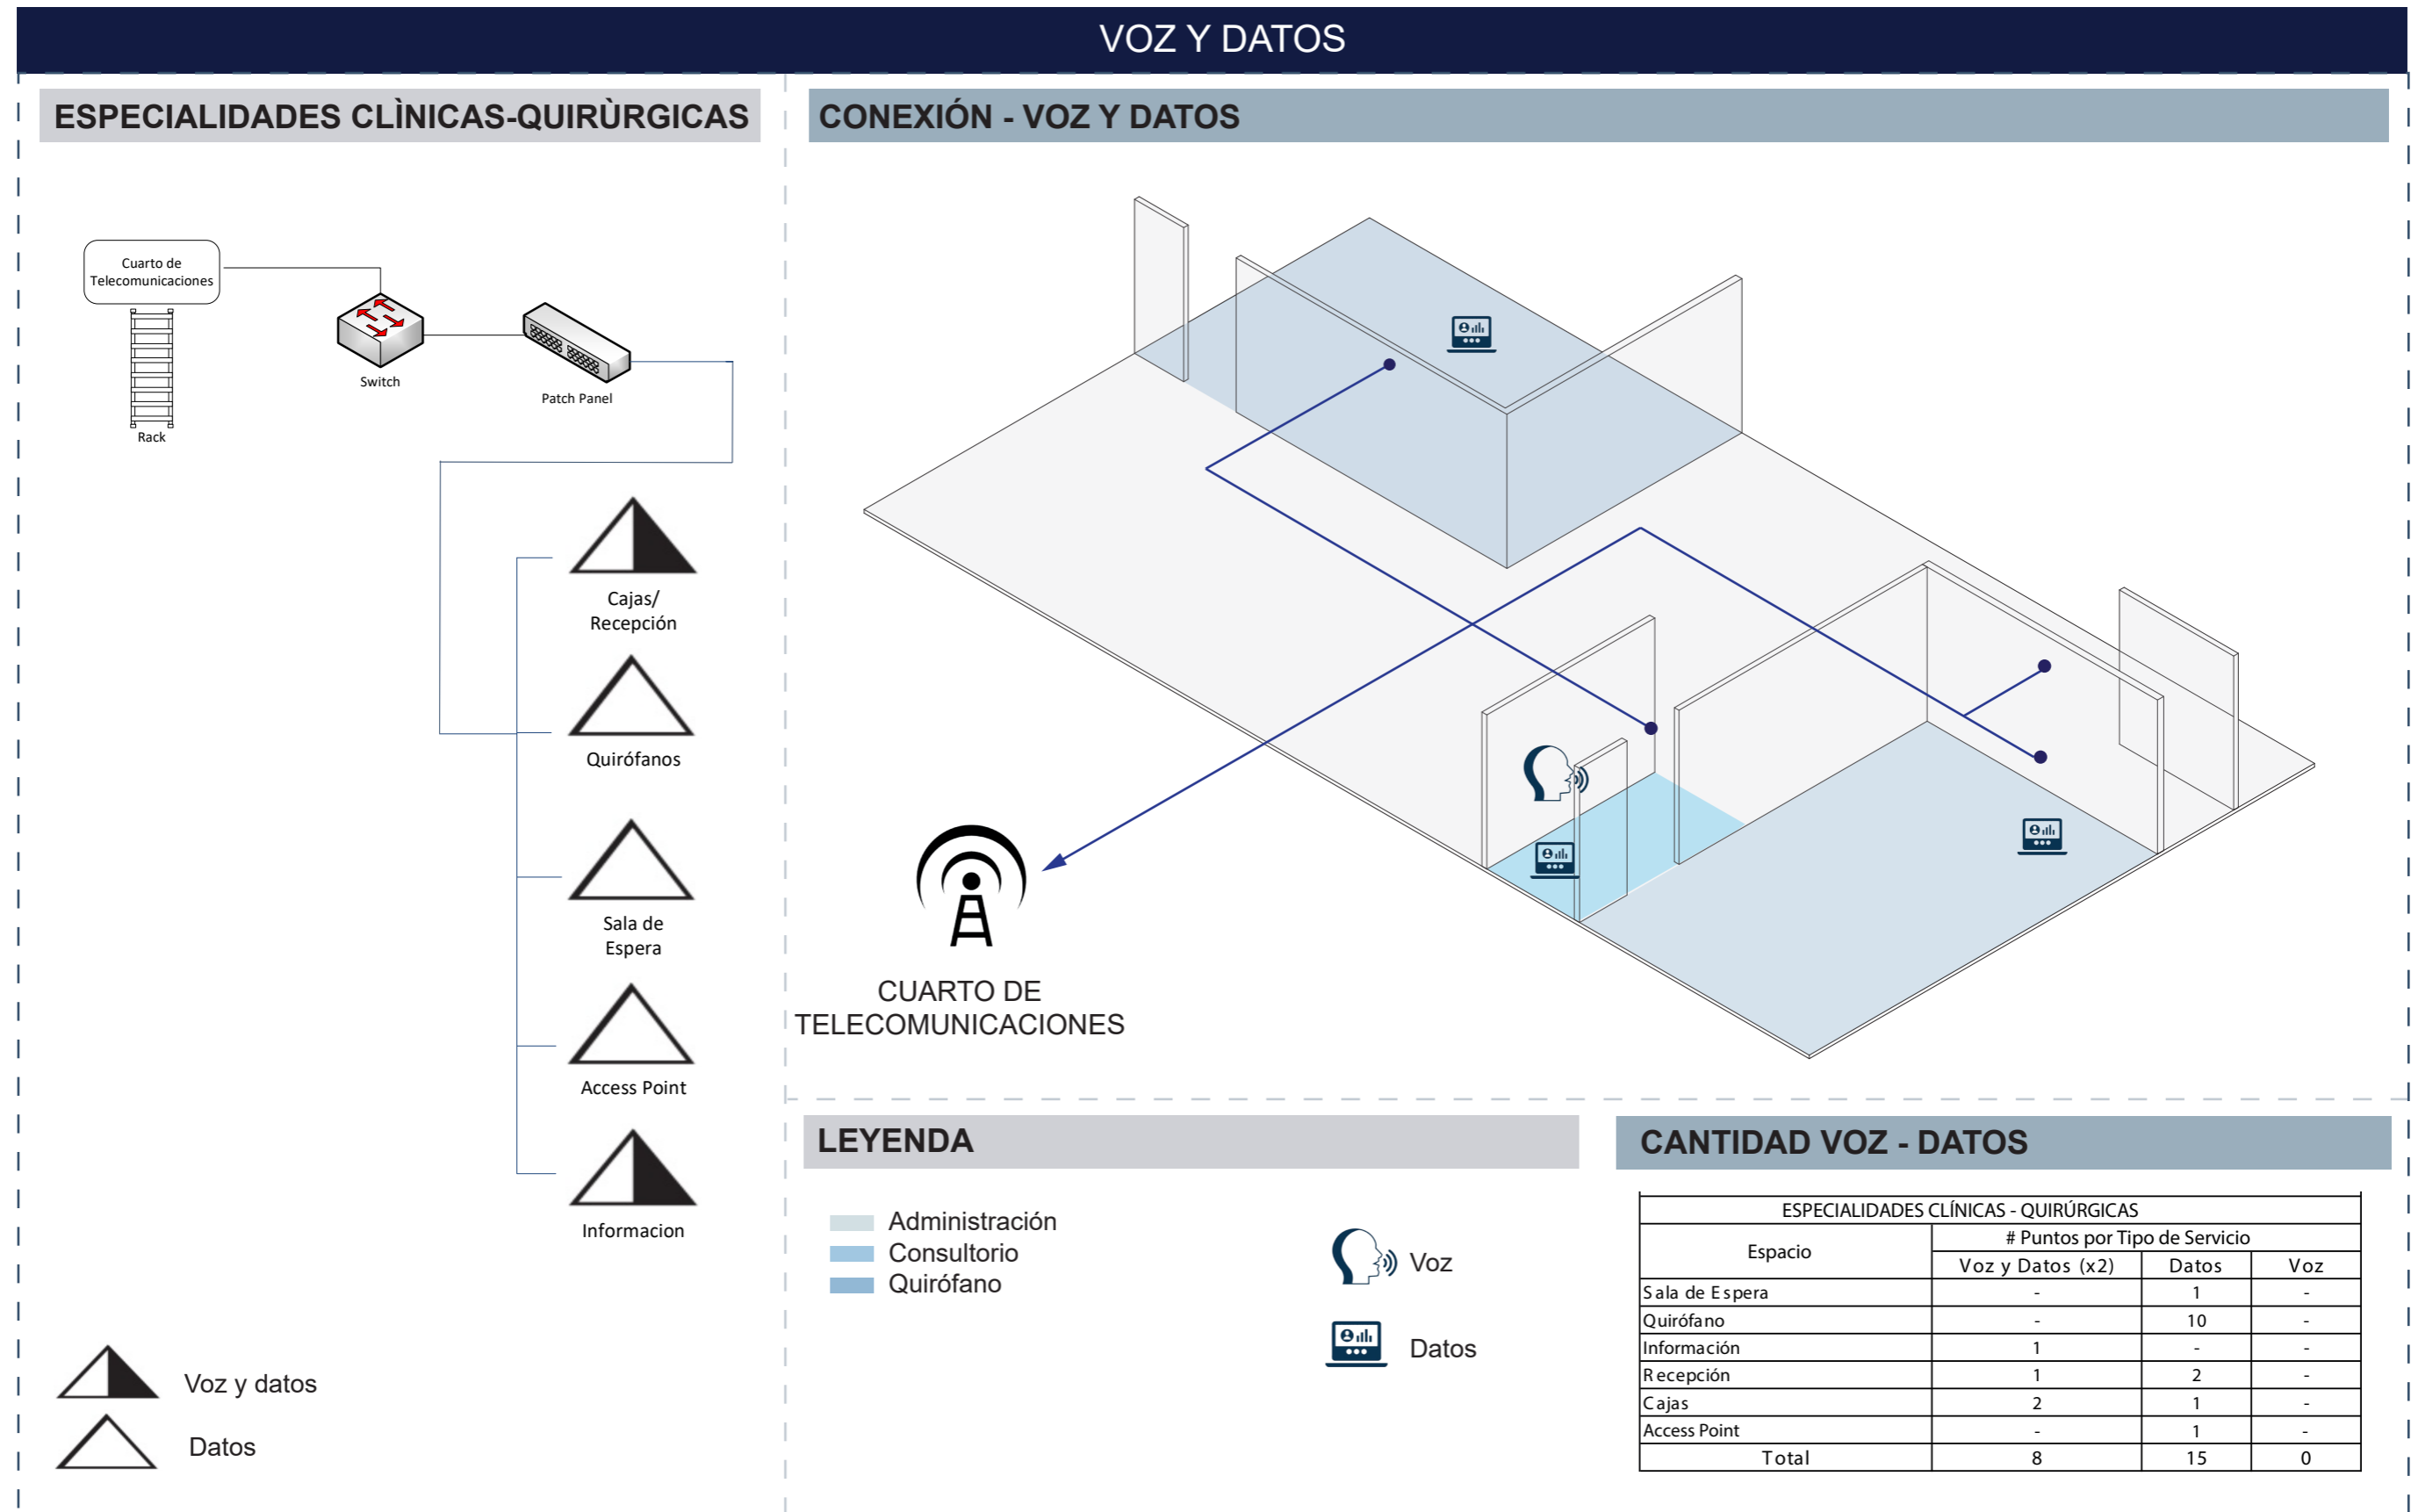 VOZ Y DATOS
ESPECIALIDADES CLÌNICAS-QUIRÙRGICAS
Cuarto de
Telecomunicaciones
Rack
Switch
Patch Panel
Cajas/
Recepción
Quirófanos
Sala de
Espera
Access Point
Informacion
Voz y datos
Datos
CONEXIÓN - VOZ Y DATOS
CUARTO DE
TELECOMUNICACIONES
LEYENDA
Administración
Consultorio
Quirófano
Voz
Datos
CANTIDAD VOZ - DATOS
ESPECIALIDADES CLÍNICAS - QUIRÚRGICAS
Espacio # Puntos por Tipo de Servicio
Voz y Datos (x2) Datos Voz
Sala de Espera - 1 -
Quirófano - 10 -
Información 1 - -
Recepción 1 2 -
Cajas 2 1 -
Access Point - 1 -
Total 8 15 0